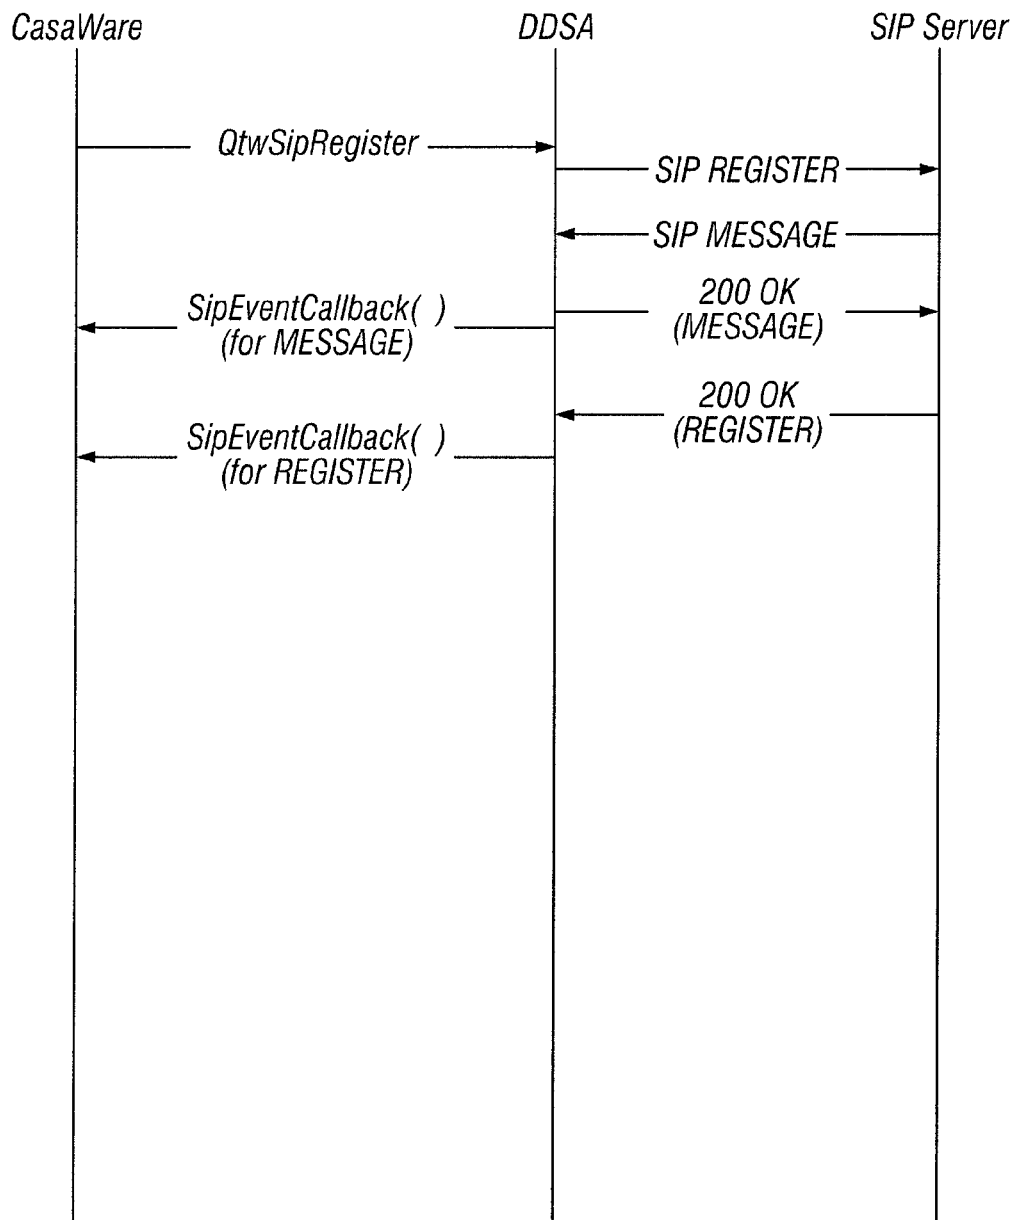 CasaWare DDSA SIP Server
QtwSipRegister
SIP REGISTER
SIP MESSAGE
SipEventCallback( )
(for MESSAGE)
200 OK
(MESSAGE)
200 OK
(REGISTER)
SipEventCallback( )
(for REGISTER)